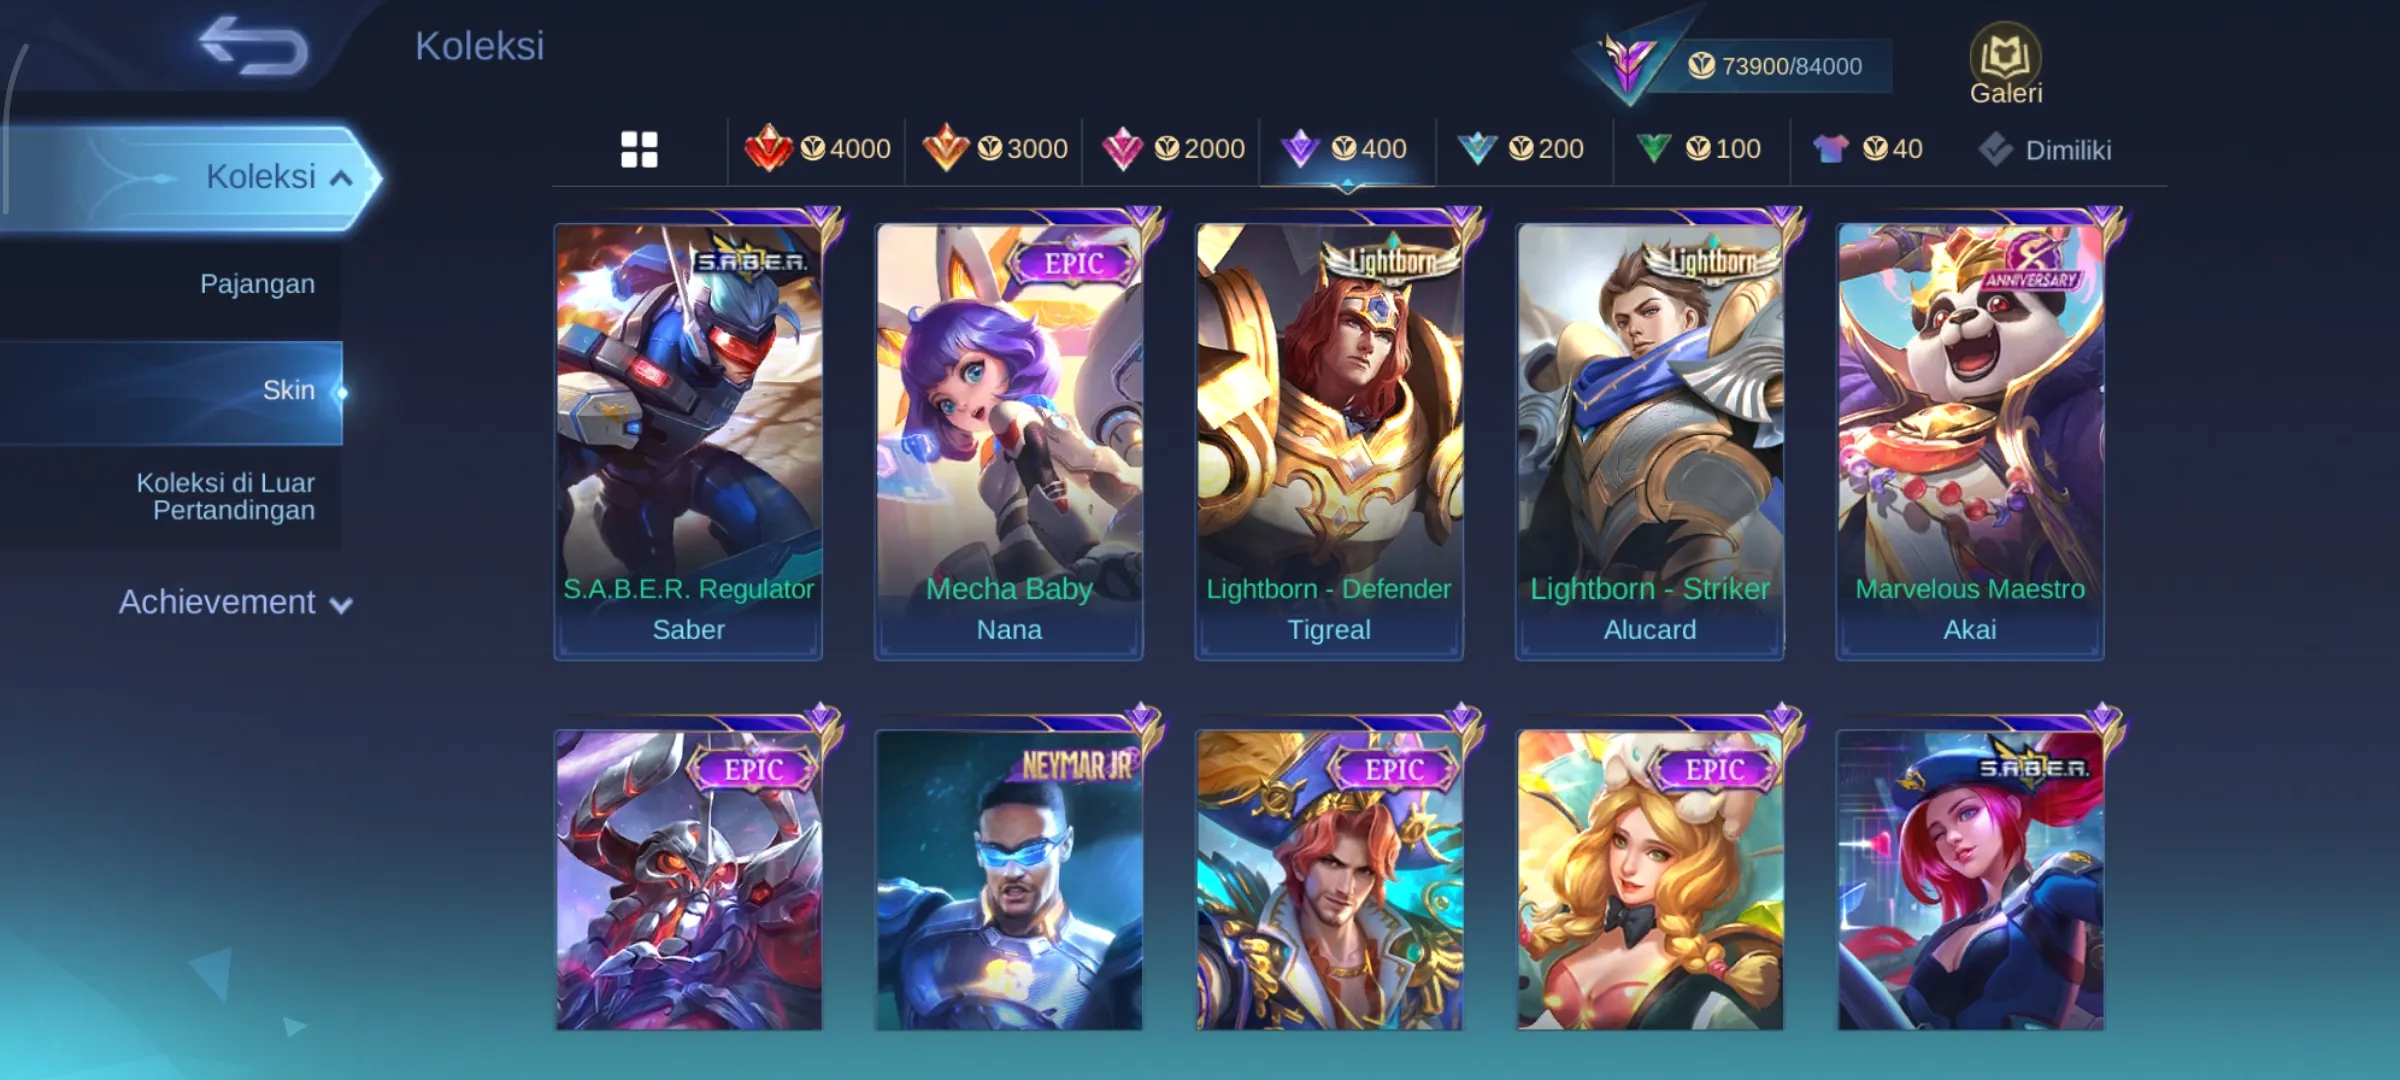 Koleksi
73900/84000
Galeri
4000
3000
2000
400
200
100
40
Dimiliki
Koleksi
Pajangan
Skin
Koleksi di Luar
Pertandingan
Achievement
S.A.B.E.R.
S.A.B.E.R. Regulator
Saber
EPIC
Mecha Baby
Nana
Lightborn
Lightborn - Defender
Tigreal
Lightborn
Lightborn - Striker
Alucard
ANNIVERSARY
Marvelous Maestro
Akai
EPIC
NEYMAR JR
EPIC
EPIC
S.A.B.E.R.